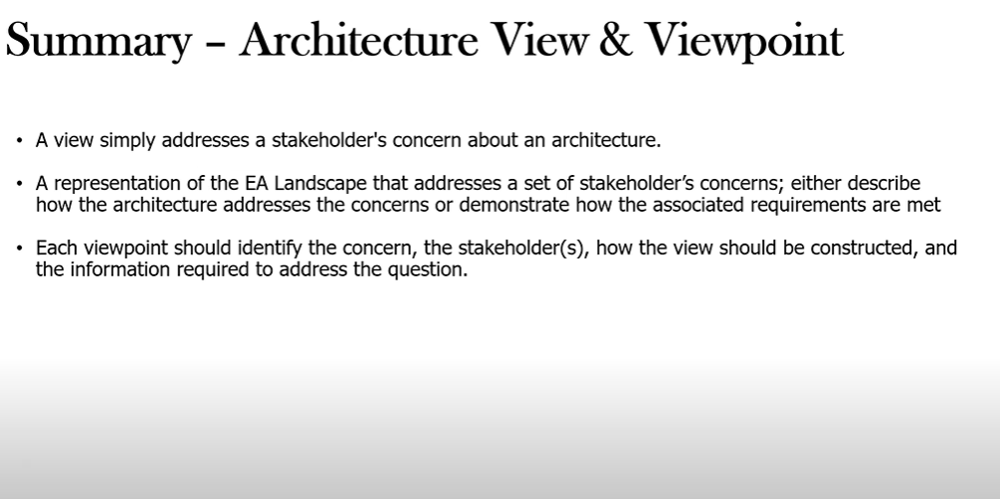 Summary – Architecture View & Viewpoint
• A view simply addresses a stakeholder's concern about an architecture.
• A representation of the EA Landscape that addresses a set of stakeholder’s concerns; either describe
how the architecture addresses the concerns or demonstrate how the associated requirements are met
• Each viewpoint should identify the concern, the stakeholder(s), how the view should be constructed, and
the information required to address the question.